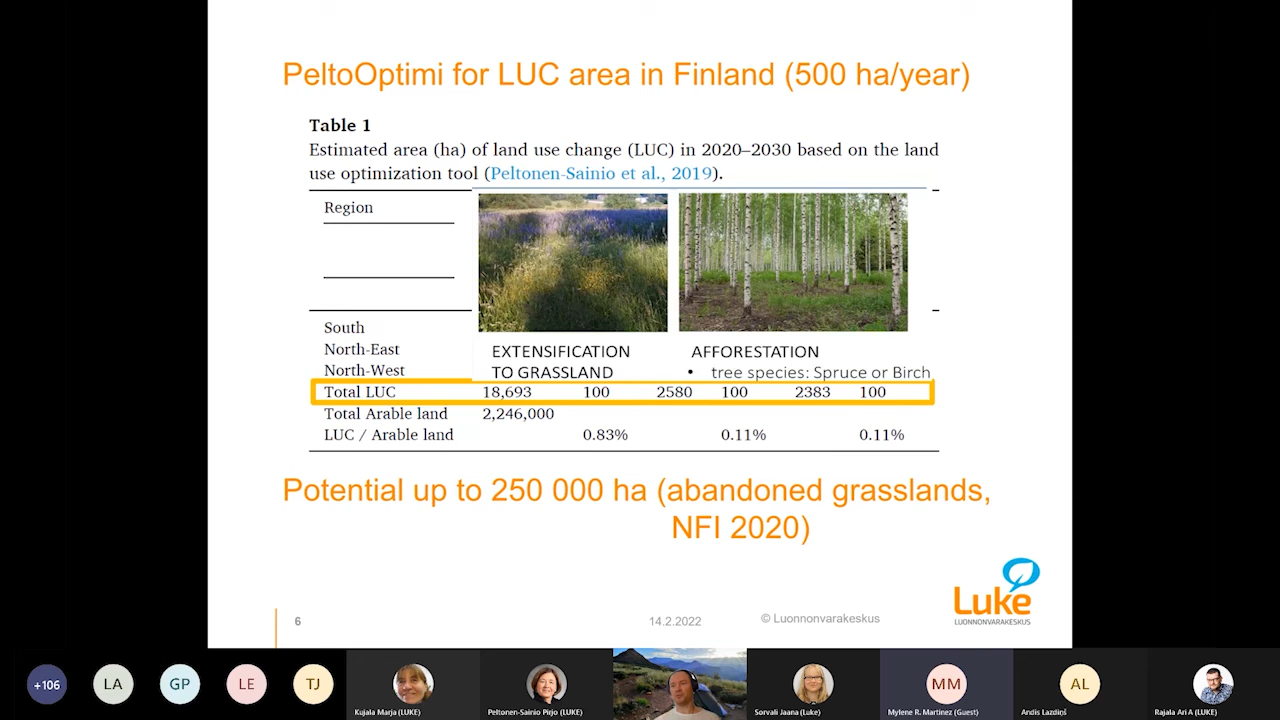 PeltoOptimi for LUC area in Finland (500 ha/year)
Table 1
Estimated area (ha) of land use change (LUC) in 2020–2030 based on the land
use optimization tool (Peltonen-Sainio et al., 2019).
Region
South
North-East
North-West
EXTENSIFICATION
TO GRASSLAND
AFFORESTATION
• tree species: Spruce or Birch
Total LUC 18,693 100 2580 100 2383 100
Total Arable land 2,246,000
LUC / Arable land 0.83% 0.11% 0.11%
Potential up to 250 000 ha (abandoned grasslands,
NFI 2020)
Luke
LUONNONVARAKESKUS
6 14.2.2022 © Luonnonvarakeskus
+106 LA GP LE TJ MM AL
Kujala Marja (LUKE) Peltonen-Sainio Pirjo (LUKE) Sorvali Jaana (Luke) Mylene R. Martinez (Guest) Andis Lazdiņš Rajala Ari A (LUKE)